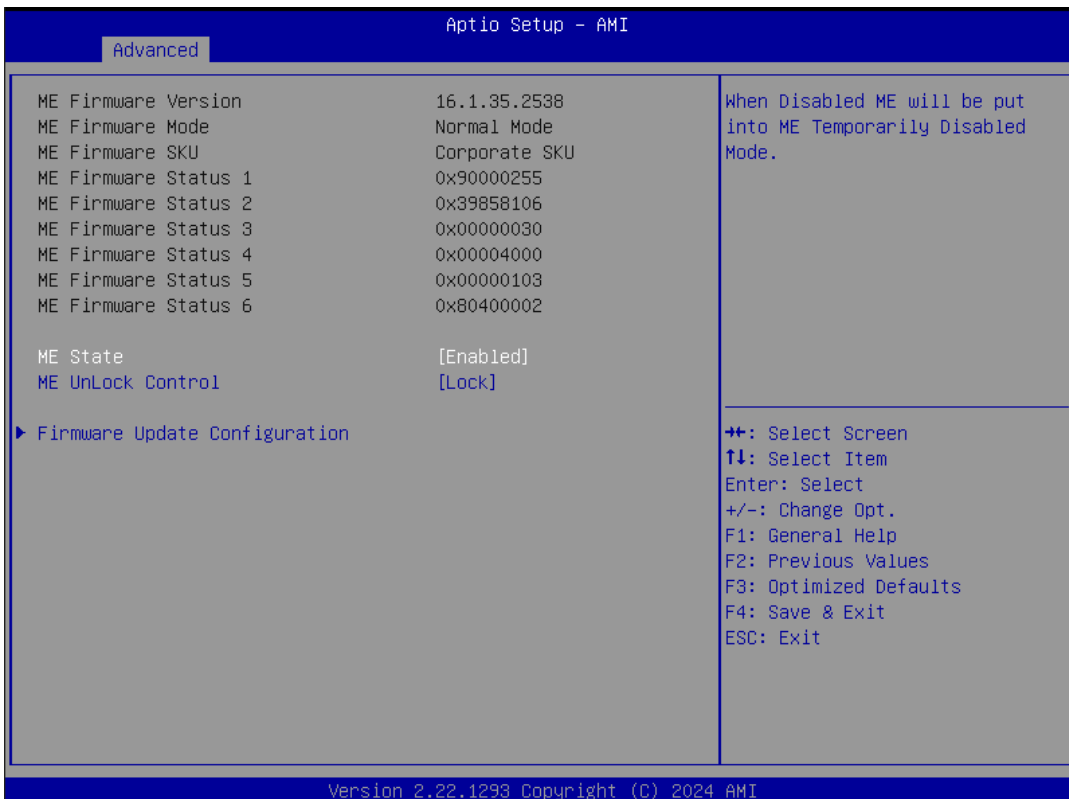 Aptio Setup - AMI
Advanced
ME Firmware Version 16.1.35.2538
ME Firmware Mode Normal Mode
ME Firmware SKU Corporate SKU
ME Firmware Status 1 0x90000255
ME Firmware Status 2 0x39858106
ME Firmware Status 3 0x00000030
ME Firmware Status 4 0x00004000
ME Firmware Status 5 0x00000103
ME Firmware Status 6 0x80400002
ME State [Enabled]
ME UnLock Control [Lock]
Firmware Update Configuration
When Disabled ME will be put
into ME Temporarily Disabled
Mode.
→←: Select Screen
↑↓: Select Item
Enter: Select
+/-: Change Opt.
F1: General Help
F2: Previous Values
F3: Optimized Defaults
F4: Save & Exit
ESC: Exit
Version 2.22.1293 Copyright (C) 2024 AMI